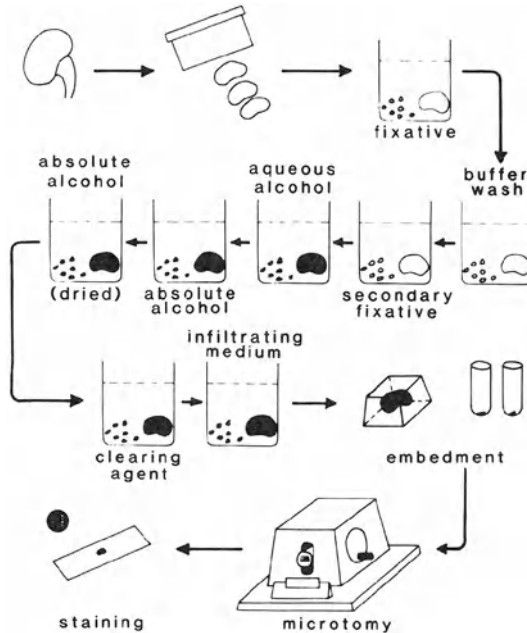 fixative
buffer
wash
absolute
alcohol
aqueous
alcohol
(dried)
absolute
alcohol
secondary
fixative
infiltrating
medium
clearing
agent
embedment
staining
microtomy